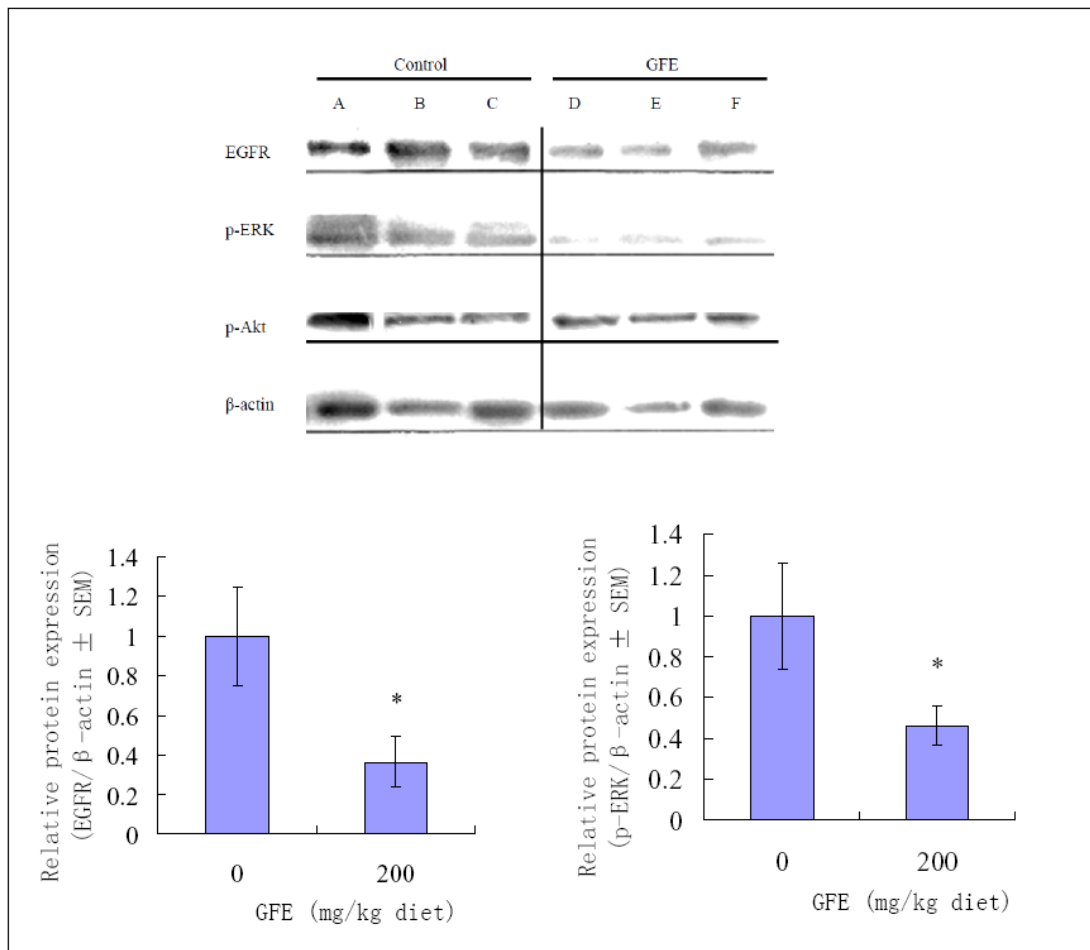 Control GFE
A B C D E F
EGFR
p-ERK
p-Akt
β-actin
Relative protein expression
(EGFR/β-actin ± SEM)
1.4
1.2
1
0.8
0.6
0.4
0.2
0
*
0 200
GFE (mg/kg diet)
Relative protein expression
(p-ERK/β-actin ± SEM)
1.4
1.2
1
0.8
0.6
0.4
0.2
0
*
0 200
GFE (mg/kg diet)